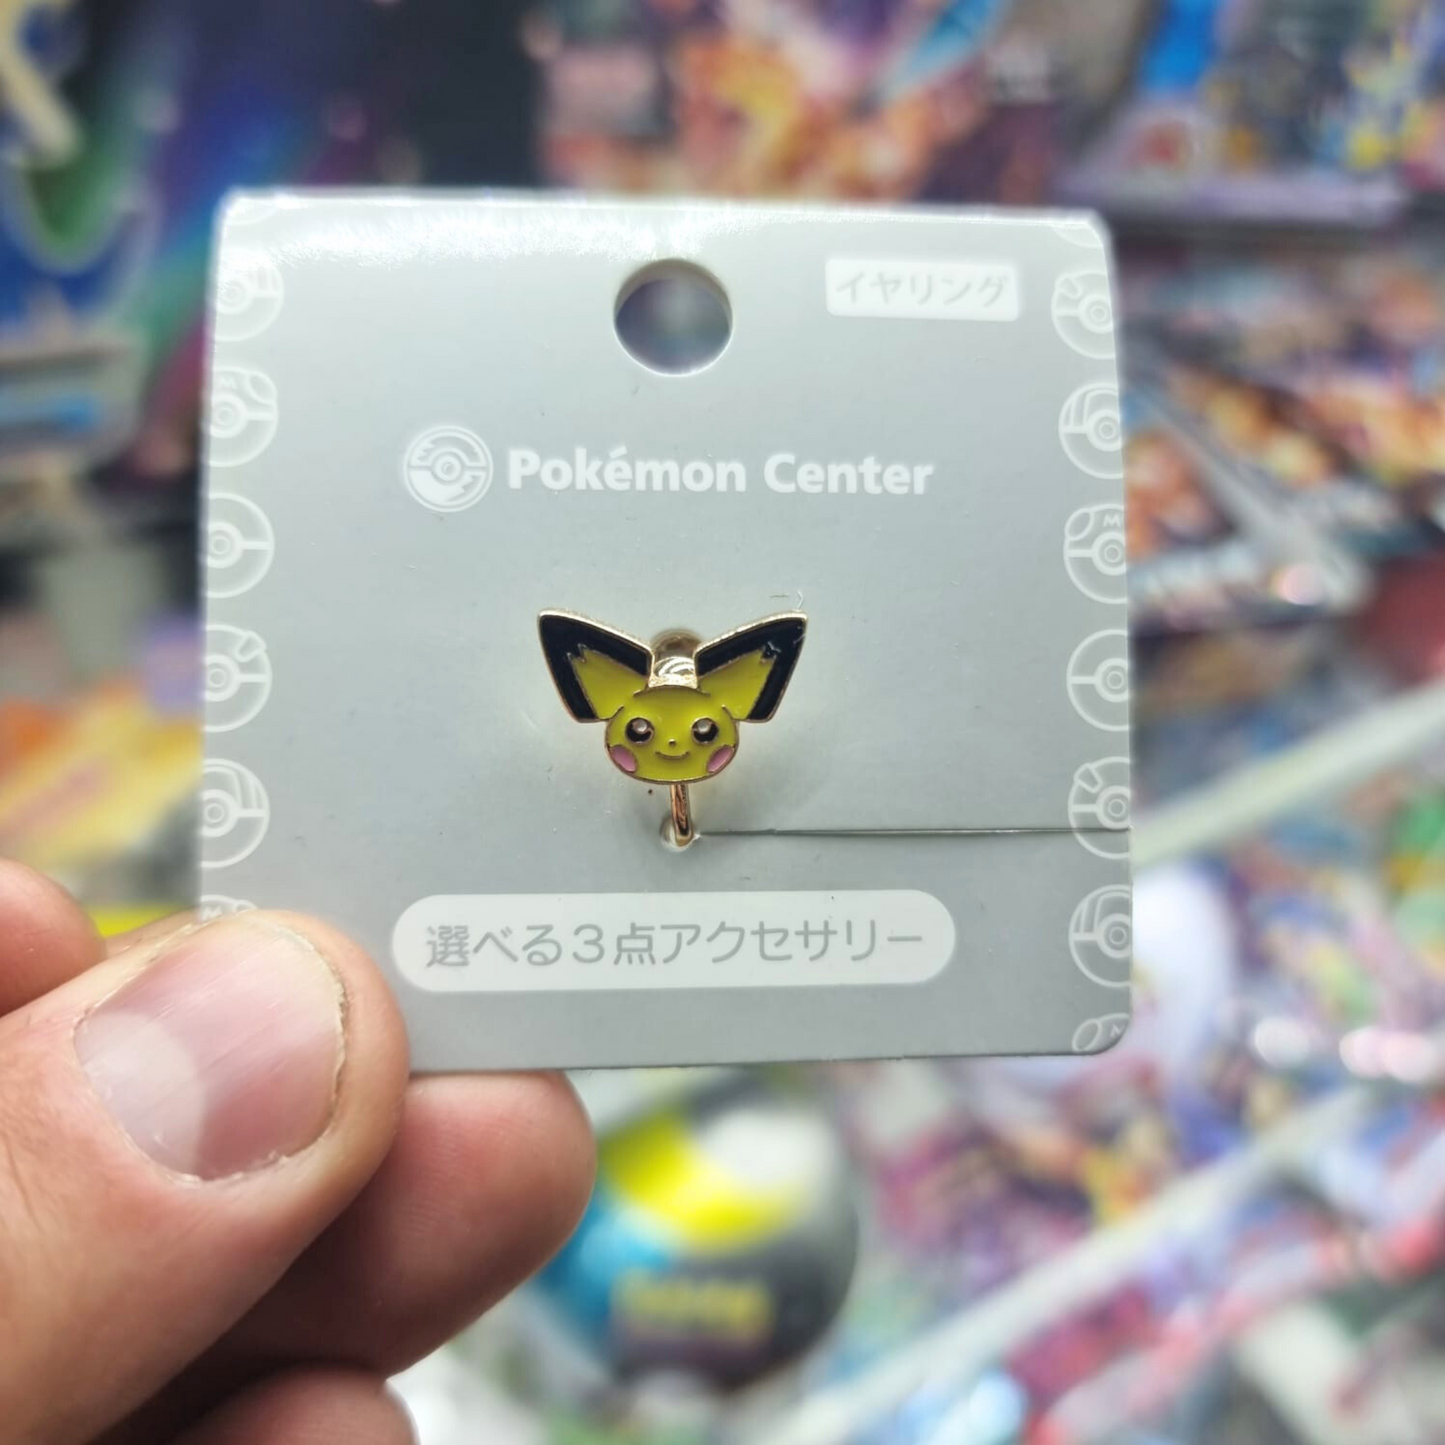 イヤリング
Pokémon Center
選べる3点アクセサリー